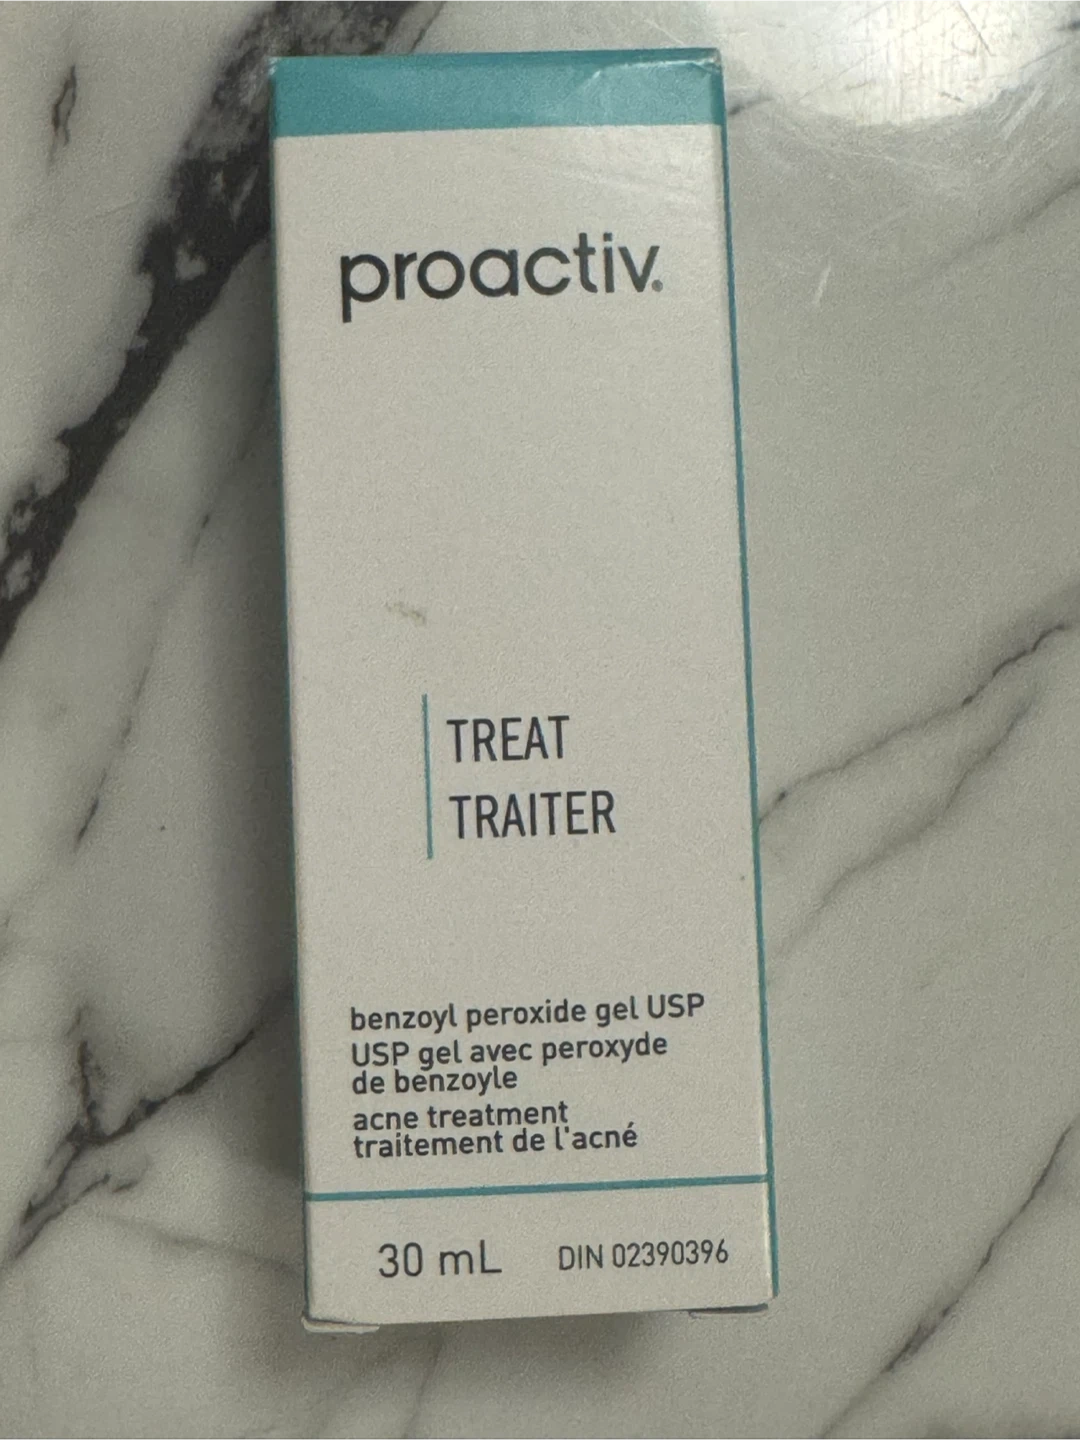 proactiv®
TREAT
TRAITER
benzoyl peroxide gel USP
USP gel avec peroxyde
de benzoyle
acne treatment
traitement de l'acné
30 mL DIN 02390396